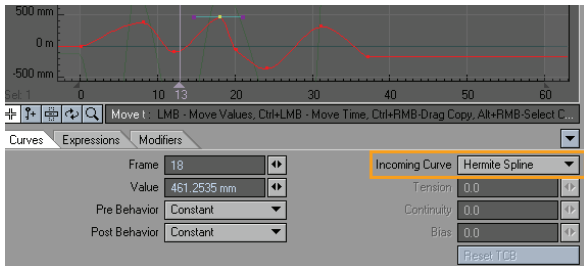 500 mm
0 m
-500 mm
Sel: 1 0 10 13 20 30 40 50 60
Move t : LMB - Move Values, Ctrl+LMB - Move Time, Ctrl+RMB-Drag Copy, Alt+RMB-Select C...
Curves Expressions Modifiers
Frame 18 Incoming Curve Hermite Spline
Value 461.2535 mm Tension 0.0
Pre Behavior Constant Continuity 0.0
Post Behavior Constant Bias 0.0
Reset TCB